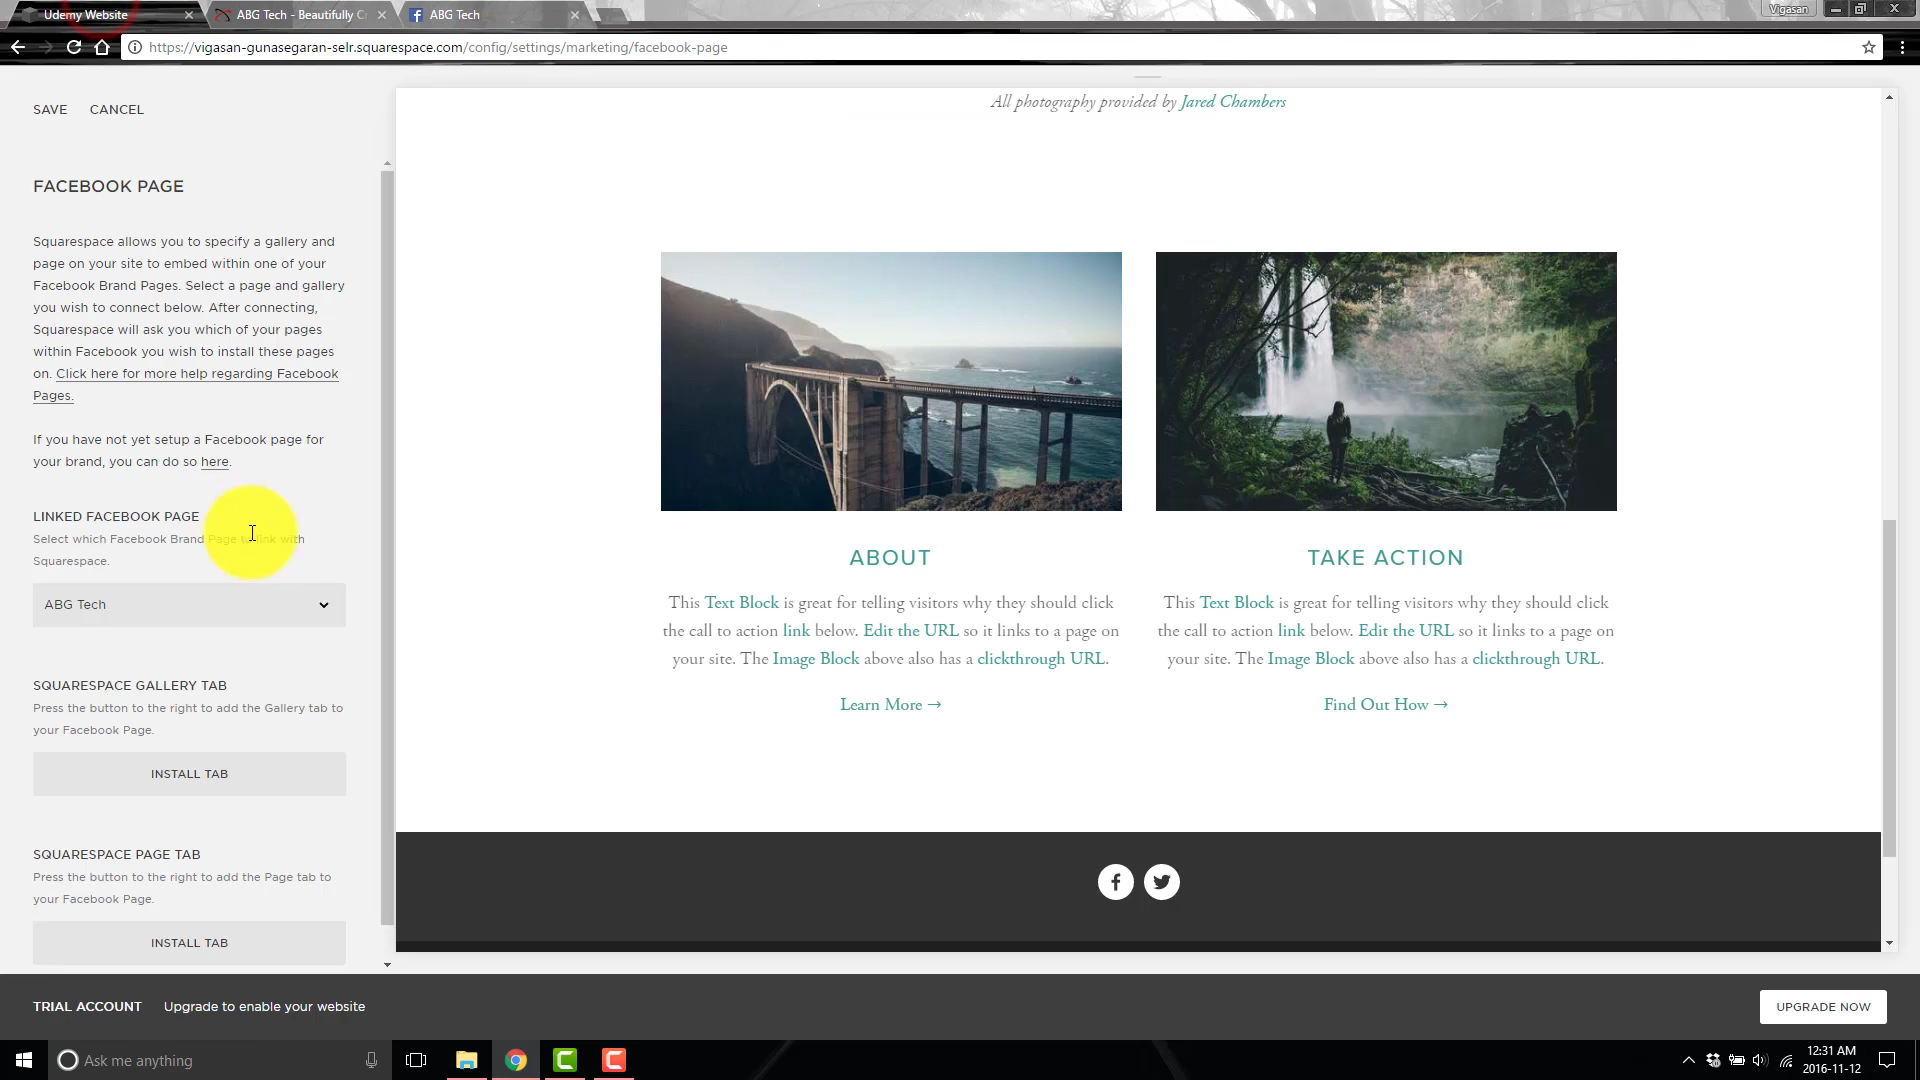 Udemy Website
ABG Tech - Beautifully Cr
ABG Tech
Vigasan
https://vigasan-gunasegaran-selr.squarespace.com/config/settings/marketing/facebook-page
SAVE CANCEL
FACEBOOK PAGE
Squarespace allows you to specify a gallery and
page on your site to embed within one of your
Facebook Brand Pages. Select a page and gallery
you wish to connect below. After connecting,
Squarespace will ask you which of your pages
within Facebook you wish to install these pages
on. Click here for more help regarding Facebook
Pages.
If you have not yet setup a Facebook page for
your brand, you can do so here.
LINKED FACEBOOK PAGE
Select which Facebook Brand Page to link with
Squarespace.
ABG Tech
SQUARESPACE GALLERY TAB
Press the button to the right to add the Gallery tab to
your Facebook Page.
INSTALL TAB
SQUARESPACE PAGE TAB
Press the button to the right to add the Page tab to
your Facebook Page.
INSTALL TAB
All photography provided by Jared Chambers
ABOUT
This Text Block is great for telling visitors why they should click
the call to action link below. Edit the URL so it links to a page on
your site. The Image Block above also has a clickthrough URL.
Learn More →
TAKE ACTION
This Text Block is great for telling visitors why they should click
the call to action link below. Edit the URL so it links to a page on
your site. The Image Block above also has a clickthrough URL.
Find Out How →
TRIAL ACCOUNT Upgrade to enable your website
UPGRADE NOW
Ask me anything
12:31 AM
2016-11-12